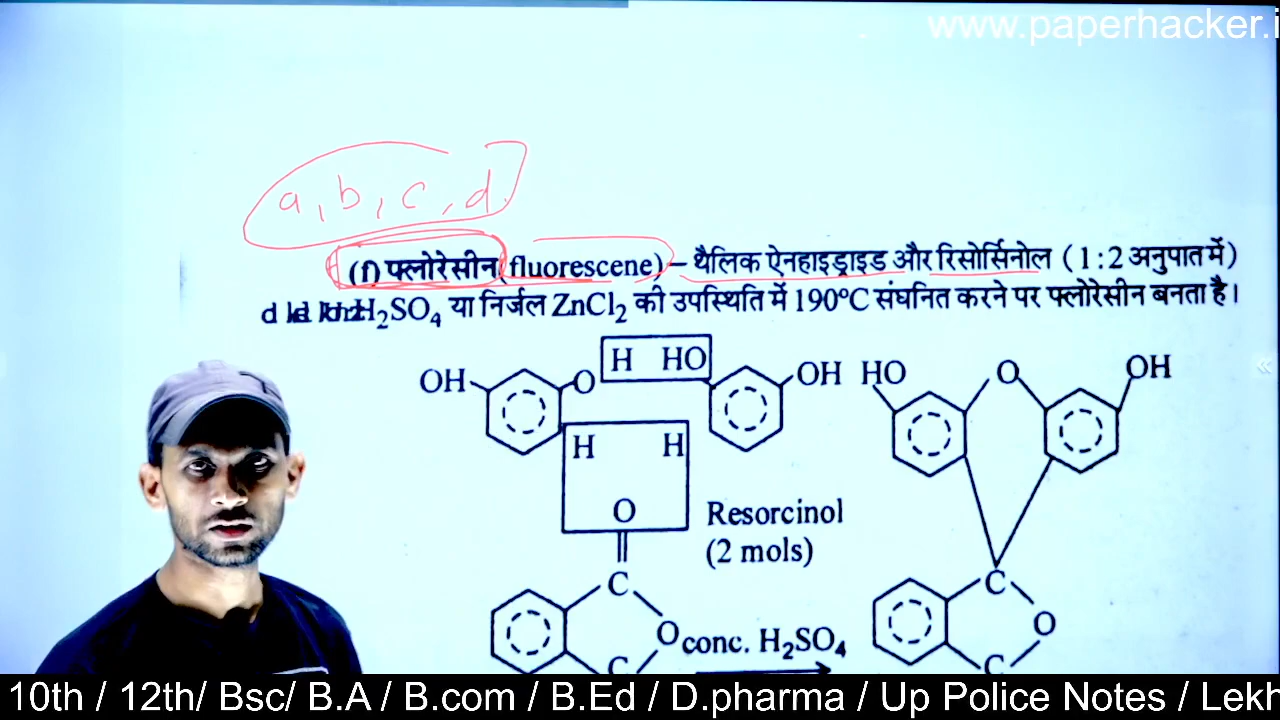 www.paperhacker.i
a, b, c, d
(f) फ्लोरेसीन (fluorescene) – थैलिक ऐनहाइड्राइड और रिसोर्सिनोल (1:2 अनुपात में)
H₂SO₄ या निर्जल ZnCl₂ की उपस्थिति में 190°C संघनित करने पर फ्लोरेसीन बनता है।
OH O H HO OH HO O OH
H H
O
Resorcinol
(2 mols)
C C
O conc. H₂SO₄ O
C C
10th / 12th/ Bsc/ B.A / B.com / B.Ed / D.pharma / Up Police Notes / Lekh